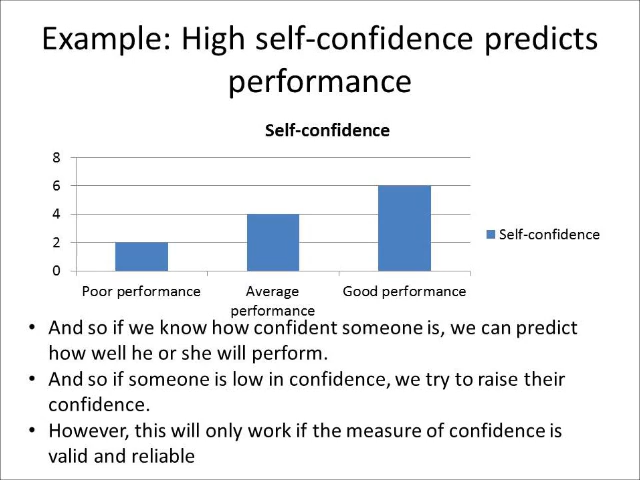 Example: High self-confidence predicts
performance
Self-confidence
8
6
4
2
0
Poor performance
Average
performance
Good performance
Self-confidence
• And so if we know how confident someone is, we can predict
how well he or she will perform.
• And so if someone is low in confidence, we try to raise their
confidence.
• However, this will only work if the measure of confidence is
valid and reliable